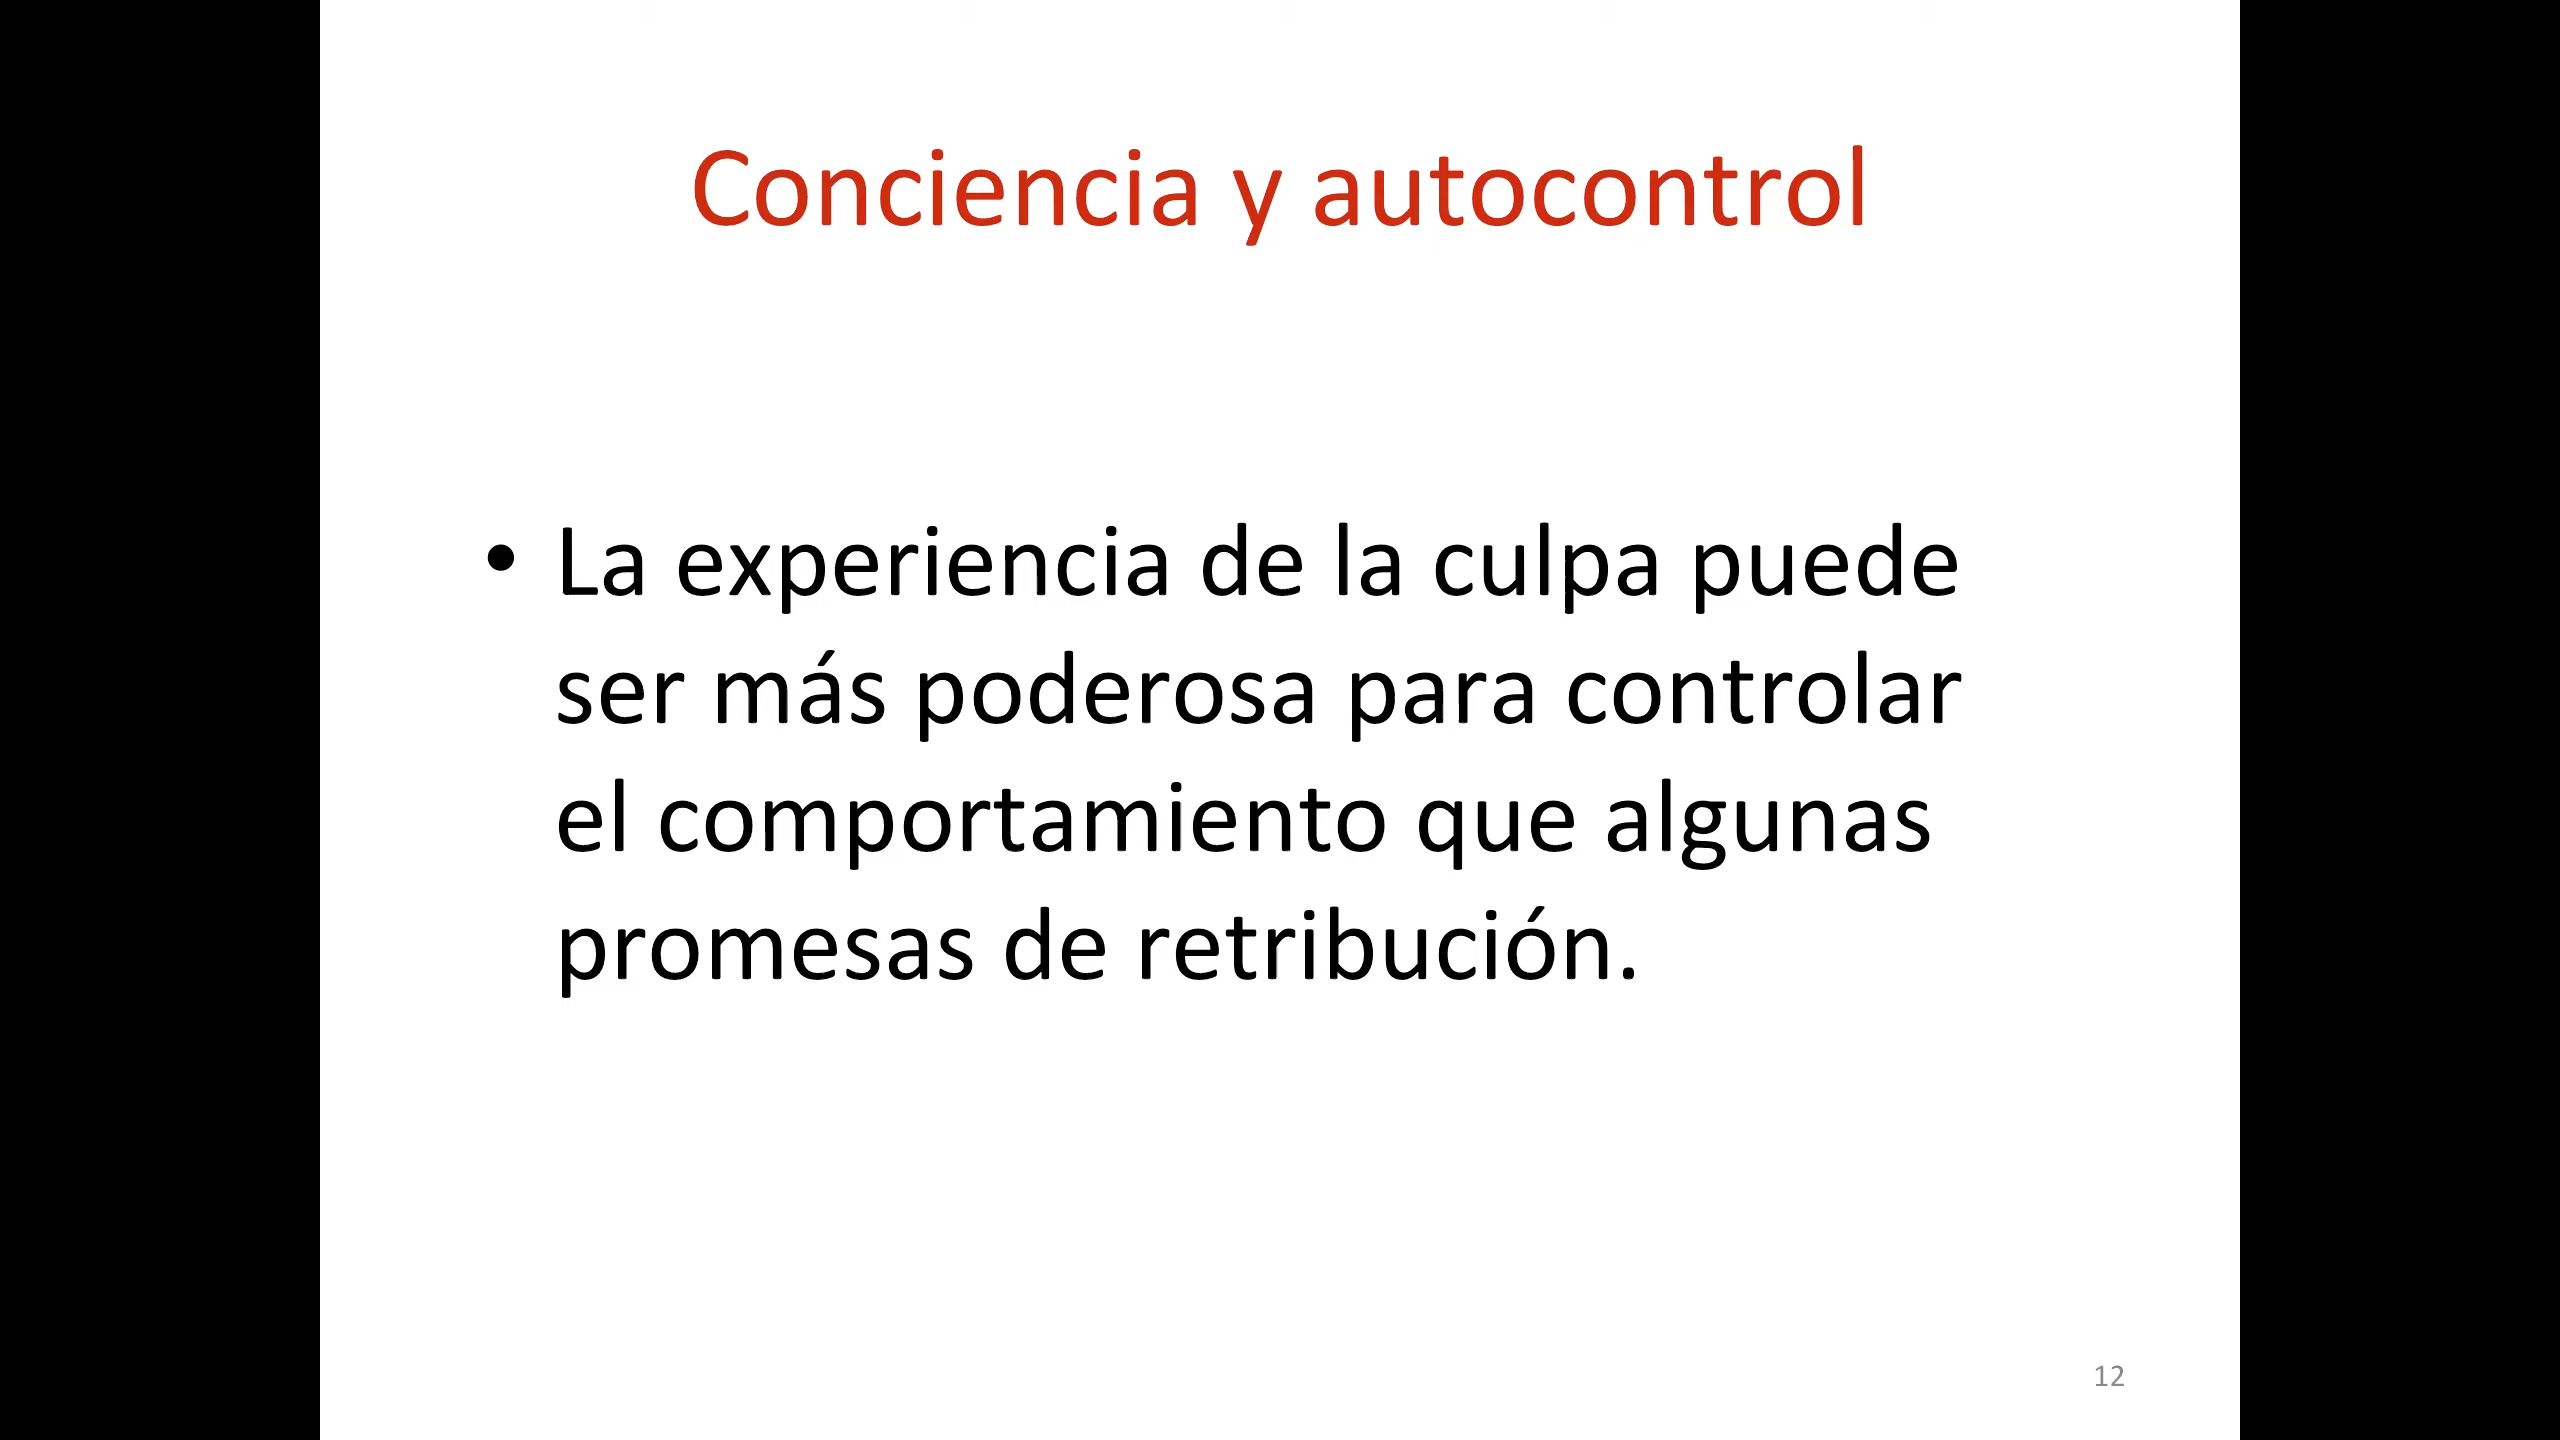 Conciencia y autocontrol
• La experiencia de la culpa puede
ser más poderosa para controlar
el comportamiento que algunas
promesas de retribución.
12